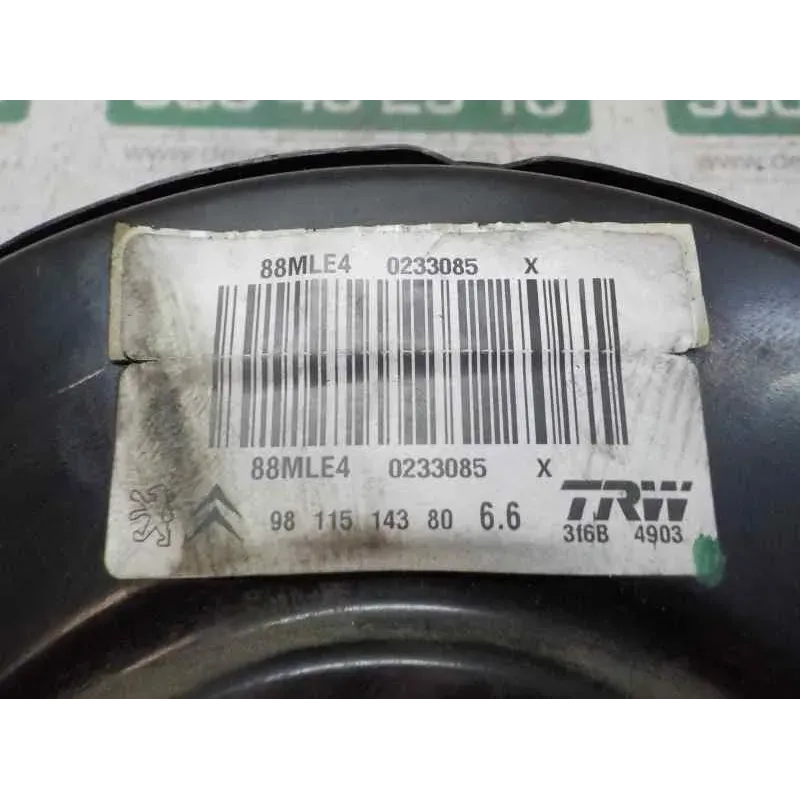 88MLE4 0233085 X
88MLE4 0233085 X
98 115 143 80 6.6
TRW
316B 4903